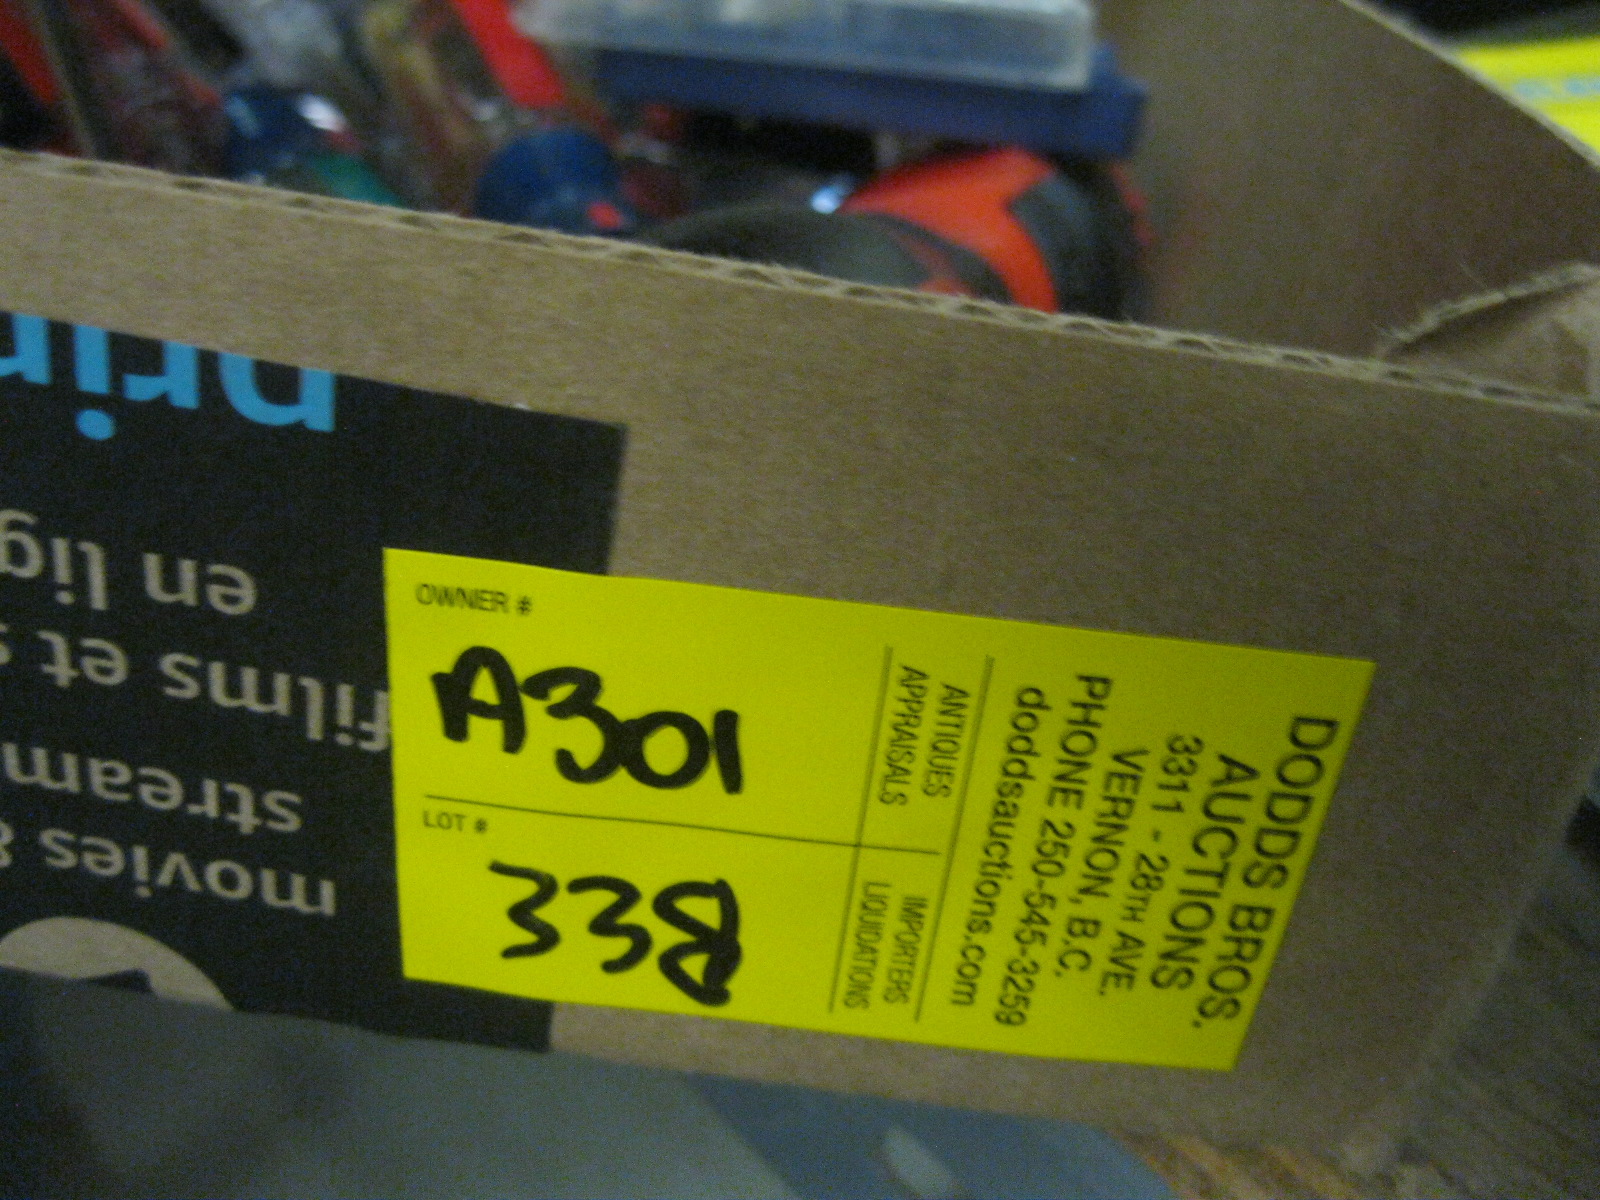 OWNER #
A301
LOT #
338
ANTIQUES
APPRAISALS
IMPORTERS
LIQUIDATIONS
DODDS BROS.
AUCTIONS
3311 - 28TH AVE.
VERNON, B.C.
PHONE 250-545-3259
doddsauctions.com
movies &
stream
films et s
en lig
prim